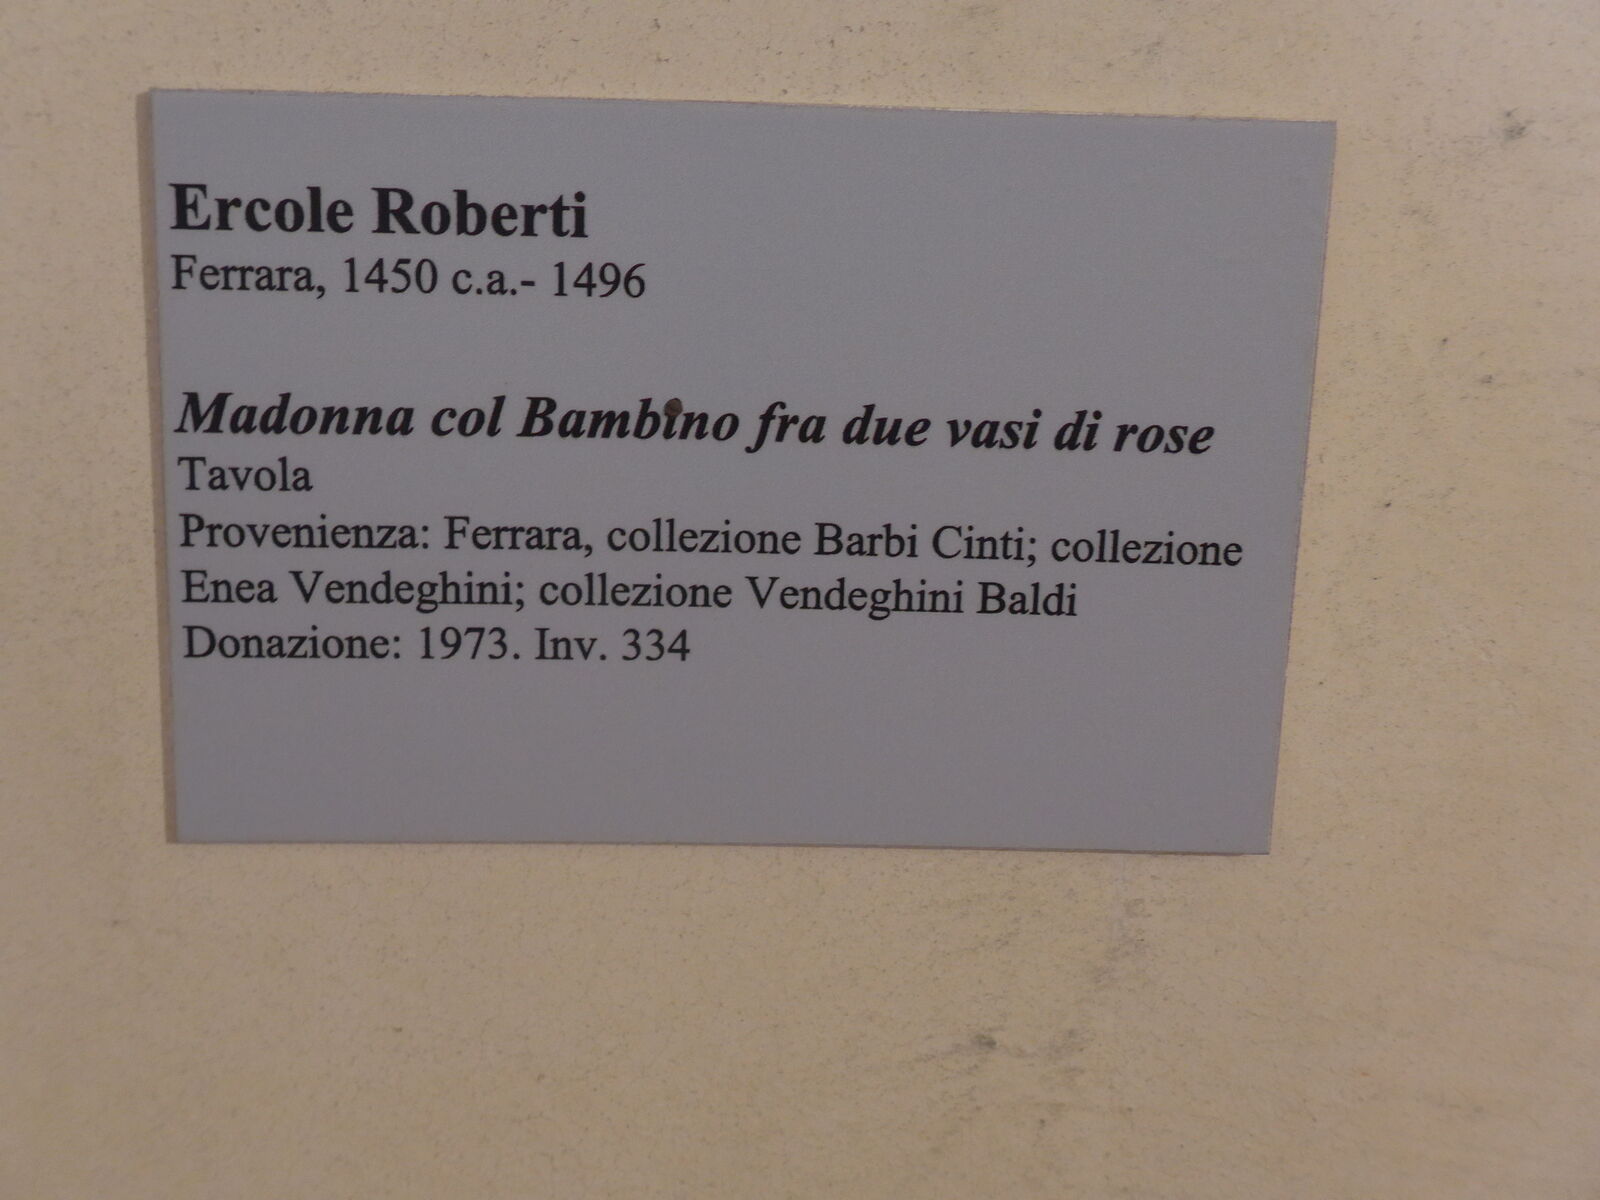 Ercole Roberti
Ferrara, 1450 c.a.- 1496
Madonna col Bambino fra due vasi di rose
Tavola
Provenienza: Ferrara, collezione Barbi Cinti; collezione
Enea Vendeghini; collezione Vendeghini Baldi
Donazione: 1973. Inv. 334